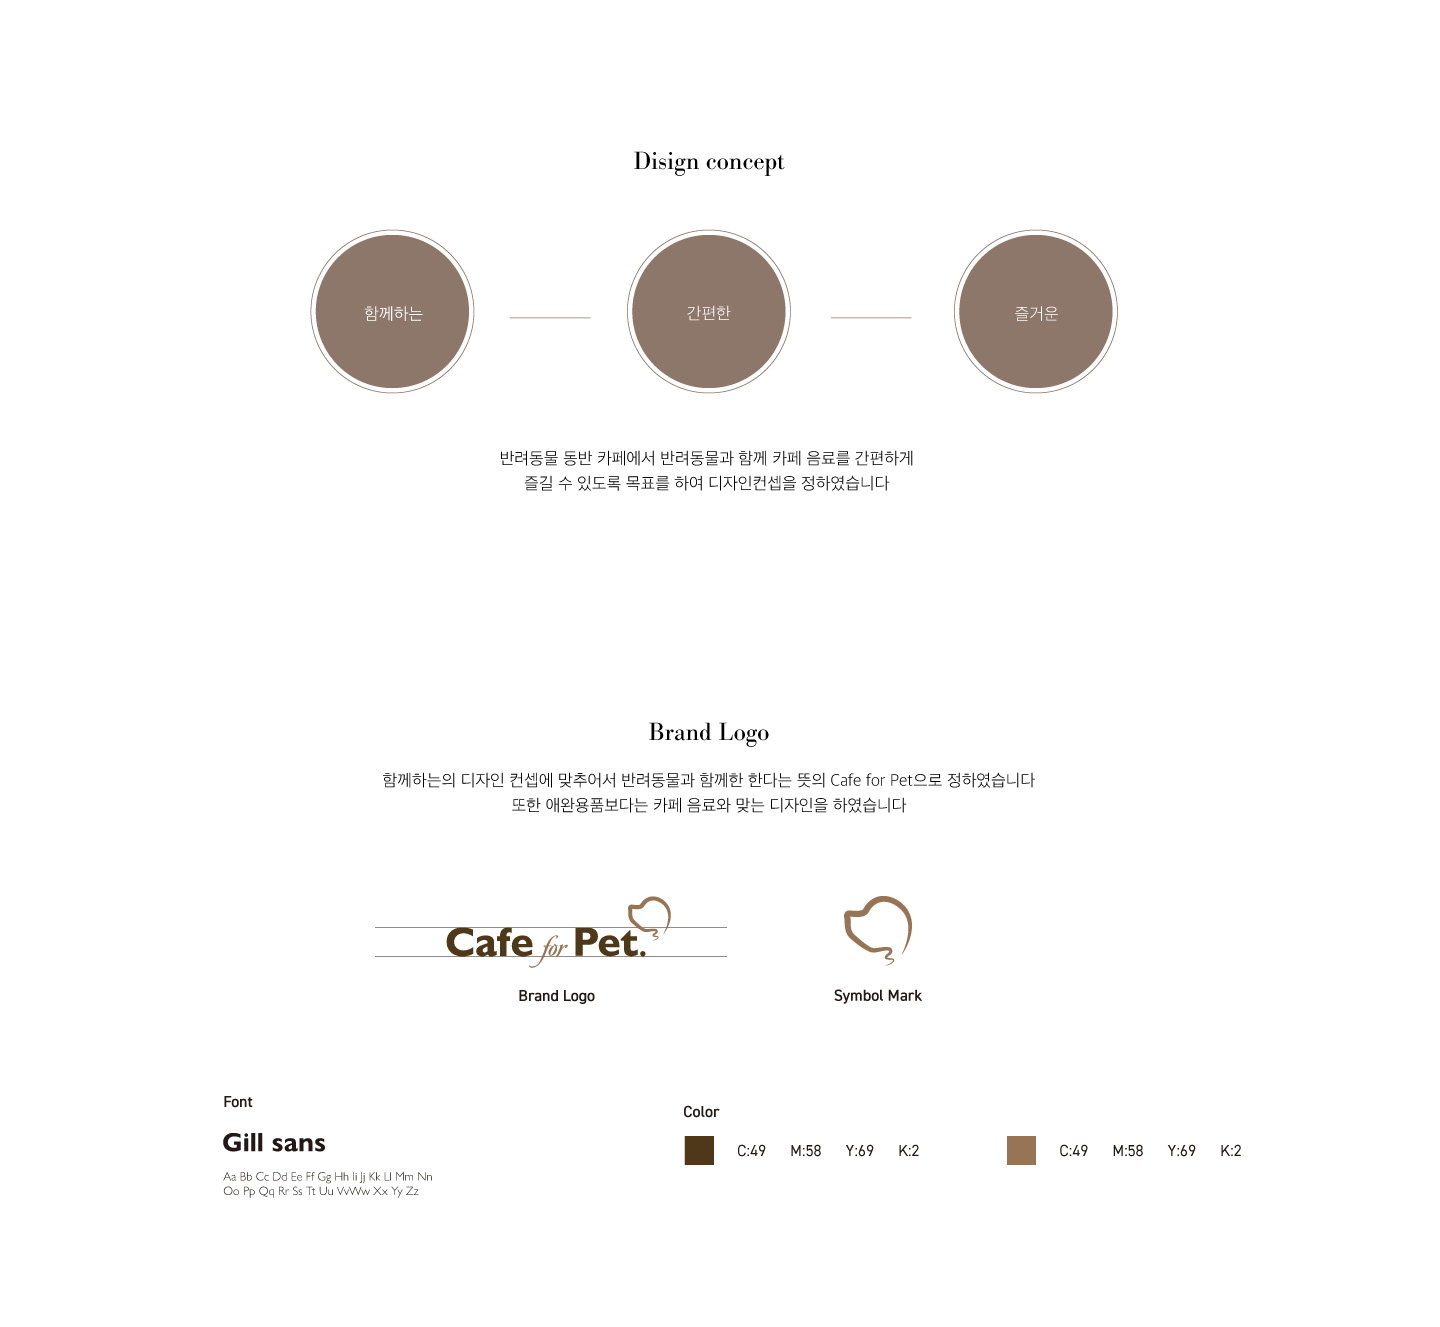 Disign concept
함께하는
간편한
즐거운
반려동물 동반 카페에서 반려동물과 함께 카페 음료를 간편하게
즐길 수 있도록 목표를 하여 디자인컨셉을 정하였습니다
Brand Logo
함께하는의 디자인 컨셉에 맞추어서 반려동물과 함께한 한다는 뜻의 Cafe for Pet으로 정하였습니다
또한 애완용품보다는 카페 음료와 맞는 디자인을 하였습니다
Cafe for Pet.
Brand Logo
Symbol Mark
Font
Gill sans
Aa Bb Cc Dd Ee Ff Gg Hh Ii Jj Kk Ll Mm Nn
Oo Pp Qq Rr Ss Tt Uu VvWw Xx Yy Zz
Color
C:49 M:58 Y:69 K:2
C:49 M:58 Y:69 K:2